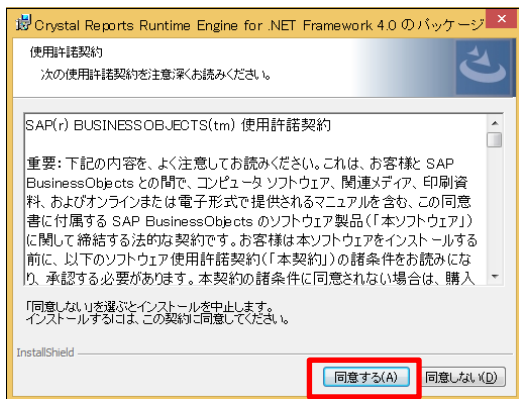 Crystal Reports Runtime Engine for .NET Framework 4.0 のパッケージ
使用許諾契約
次の使用許諾契約を注意深くお読みください。
SAP(r) BUSINESSOBJECTS(tm) 使用許諾契約
重要: 下記の内容を、よく注意してお読みください。これは、お客様と SAP
BusinessObjects との間で、コンピュータ ソフトウェア、関連メディア、印刷資
料、およびオンラインまたは電子形式で提供されるマニュアルを含む、この同意
書に付属する SAP BusinessObjects のソフトウェア製品(「本ソフトウェア」)
に関して締結する法的な契約です。お客様は本ソフトウェアをインストールする
前に、以下のソフトウェア使用許諾契約(「本契約」)の諸条件をお読みにな
り、承認する必要があります。本契約の諸条件に同意されない場合は、購入
「同意しない」を選ぶとインストールを中止します。
インストールするには、この契約に同意してください。
InstallShield
同意する(A) 同意しない(D)